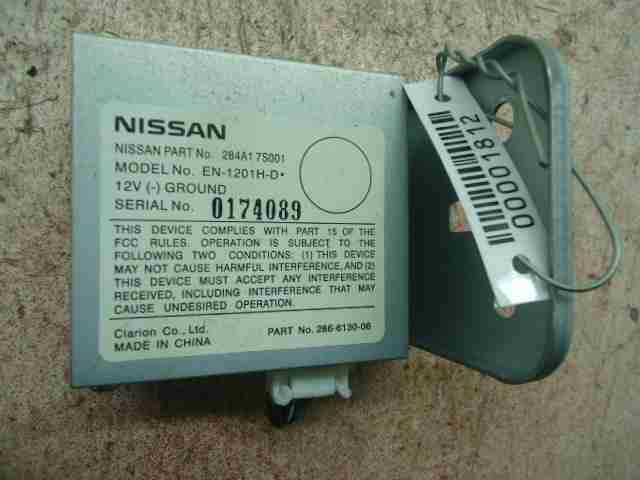 NISSAN
NISSAN PART No. 284A1 7S001
MODEL No. EN-1201H-D•
12V (-) GROUND
SERIAL No. 0174089
THIS DEVICE COMPLIES WITH PART 15 OF THE
FCC RULES. OPERATION IS SUBJECT TO THE
FOLLOWING TWO CONDITIONS: (1) THIS DEVICE
MAY NOT CAUSE HARMFUL INTERFERENCE, AND (2)
THIS DEVICE MUST ACCEPT ANY INTERFERENCE
RECEIVED, INCLUDING INTERFERENCE THAT MAY
CAUSE UNDESIRED OPERATION.
Clarion Co., Ltd. PART No. 286-6130-06
MADE IN CHINA
00001812